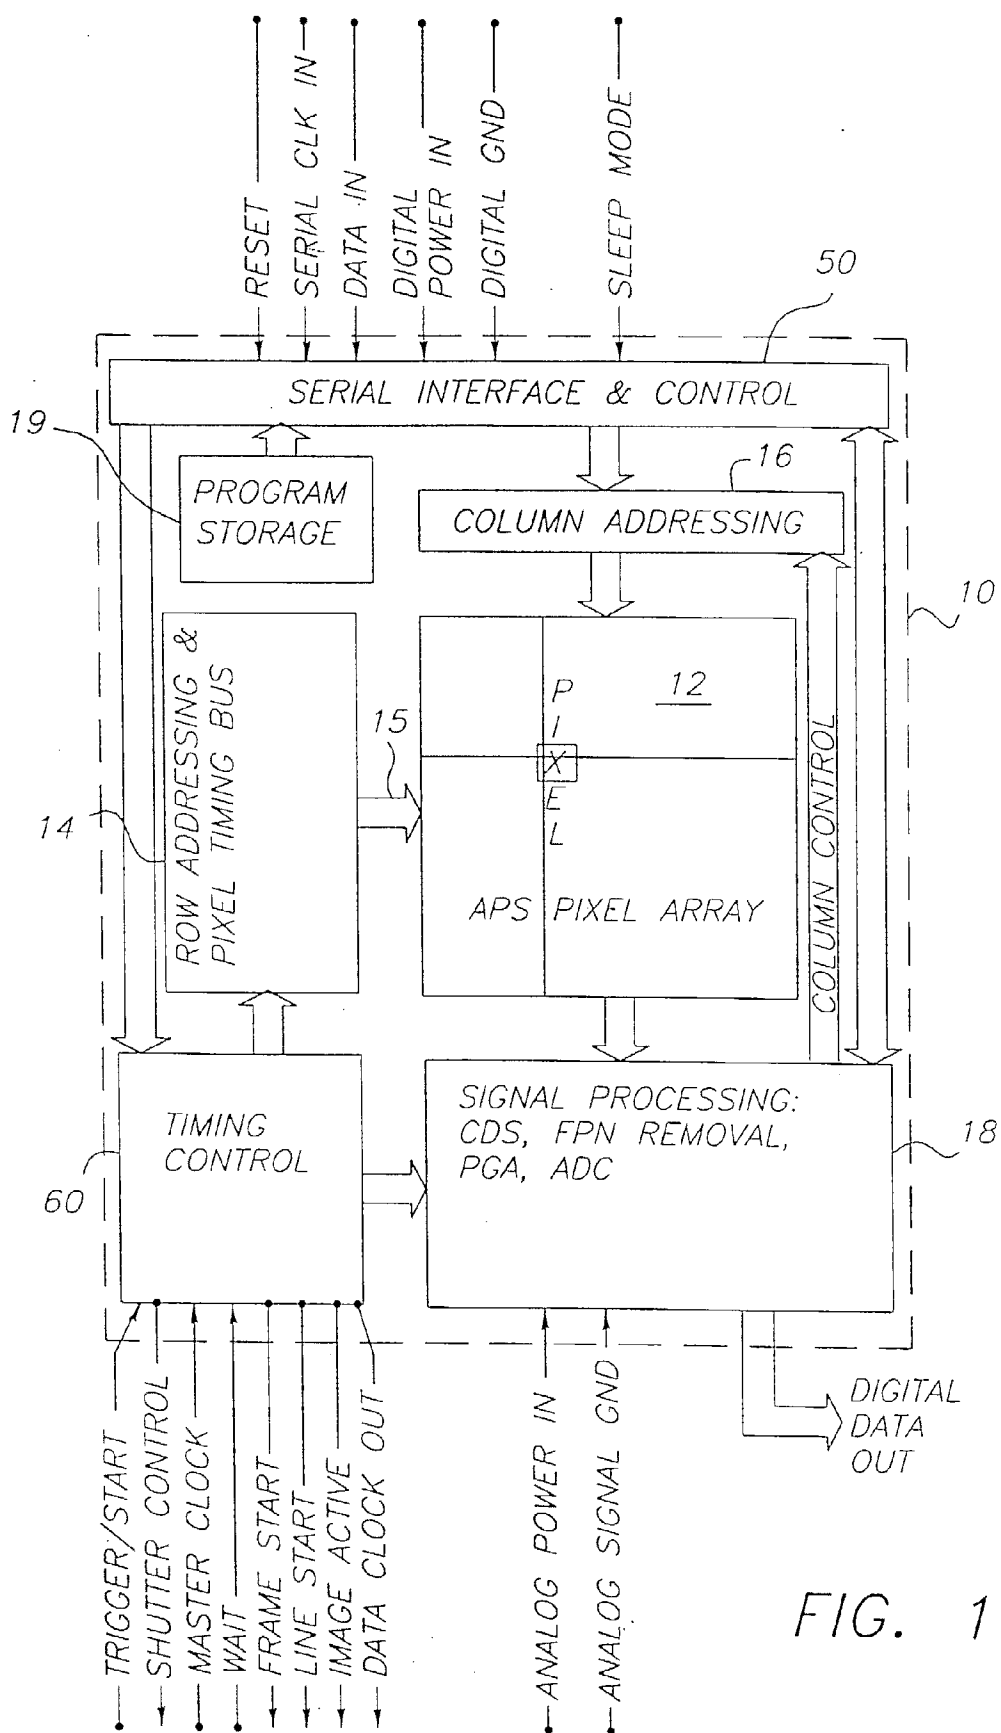 RESET
SERIAL CLK IN
DATA IN
DIGITAL
POWER IN
DIGITAL GND
SLEEP MODE
50
SERIAL INTERFACE & CONTROL
19
PROGRAM
STORAGE
16
COLUMN ADDRESSING
10
ROW ADDRESSING &
PIXEL TIMING BUS
14
15
12
PIXEL
APS PIXEL ARRAY
COLUMN CONTROL
TIMING
CONTROL
60
SIGNAL PROCESSING:
CDS, FPN REMOVAL,
PGA, ADC
18
TRIGGER/START
SHUTTER CONTROL
MASTER CLOCK
WAIT
FRAME START
LINE START
IMAGE ACTIVE
DATA CLOCK OUT
ANALOG POWER IN
ANALOG SIGNAL GND
DIGITAL
DATA
OUT
FIG. 1